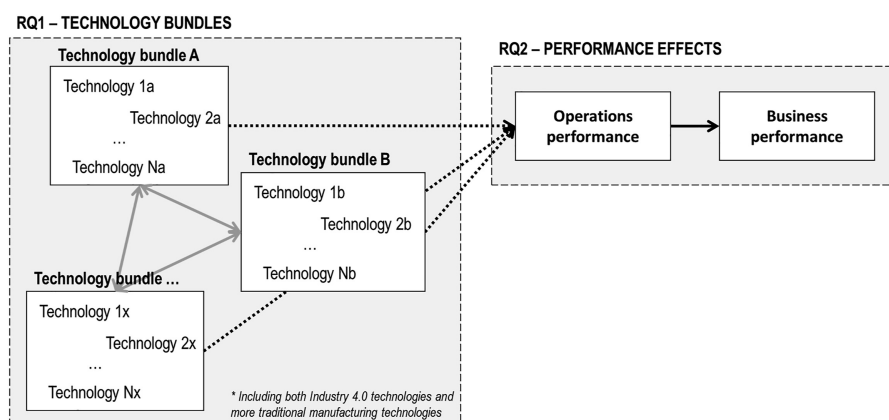 RQ1 – TECHNOLOGY BUNDLES
Technology bundle A
Technology 1a
Technology 2a
...
Technology Na
Technology bundle B
Technology 1b
Technology 2b
...
Technology Nb
Technology bundle ...
Technology 1x
Technology 2x
...
Technology Nx
* Including both Industry 4.0 technologies and
more traditional manufacturing technologies
RQ2 – PERFORMANCE EFFECTS
Operations
performance
Business
performance